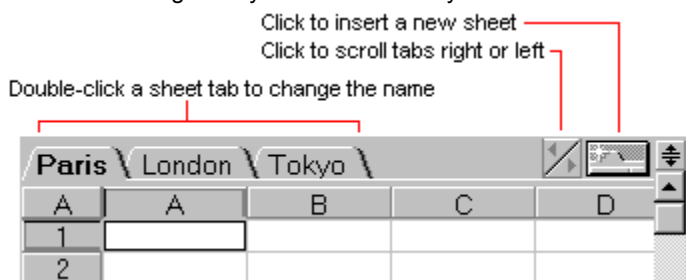 Click to insert a new sheet
Click to scroll tabs right or left
Double-click a sheet tab to change the name
Paris London Tokyo
A A B C D
1
2